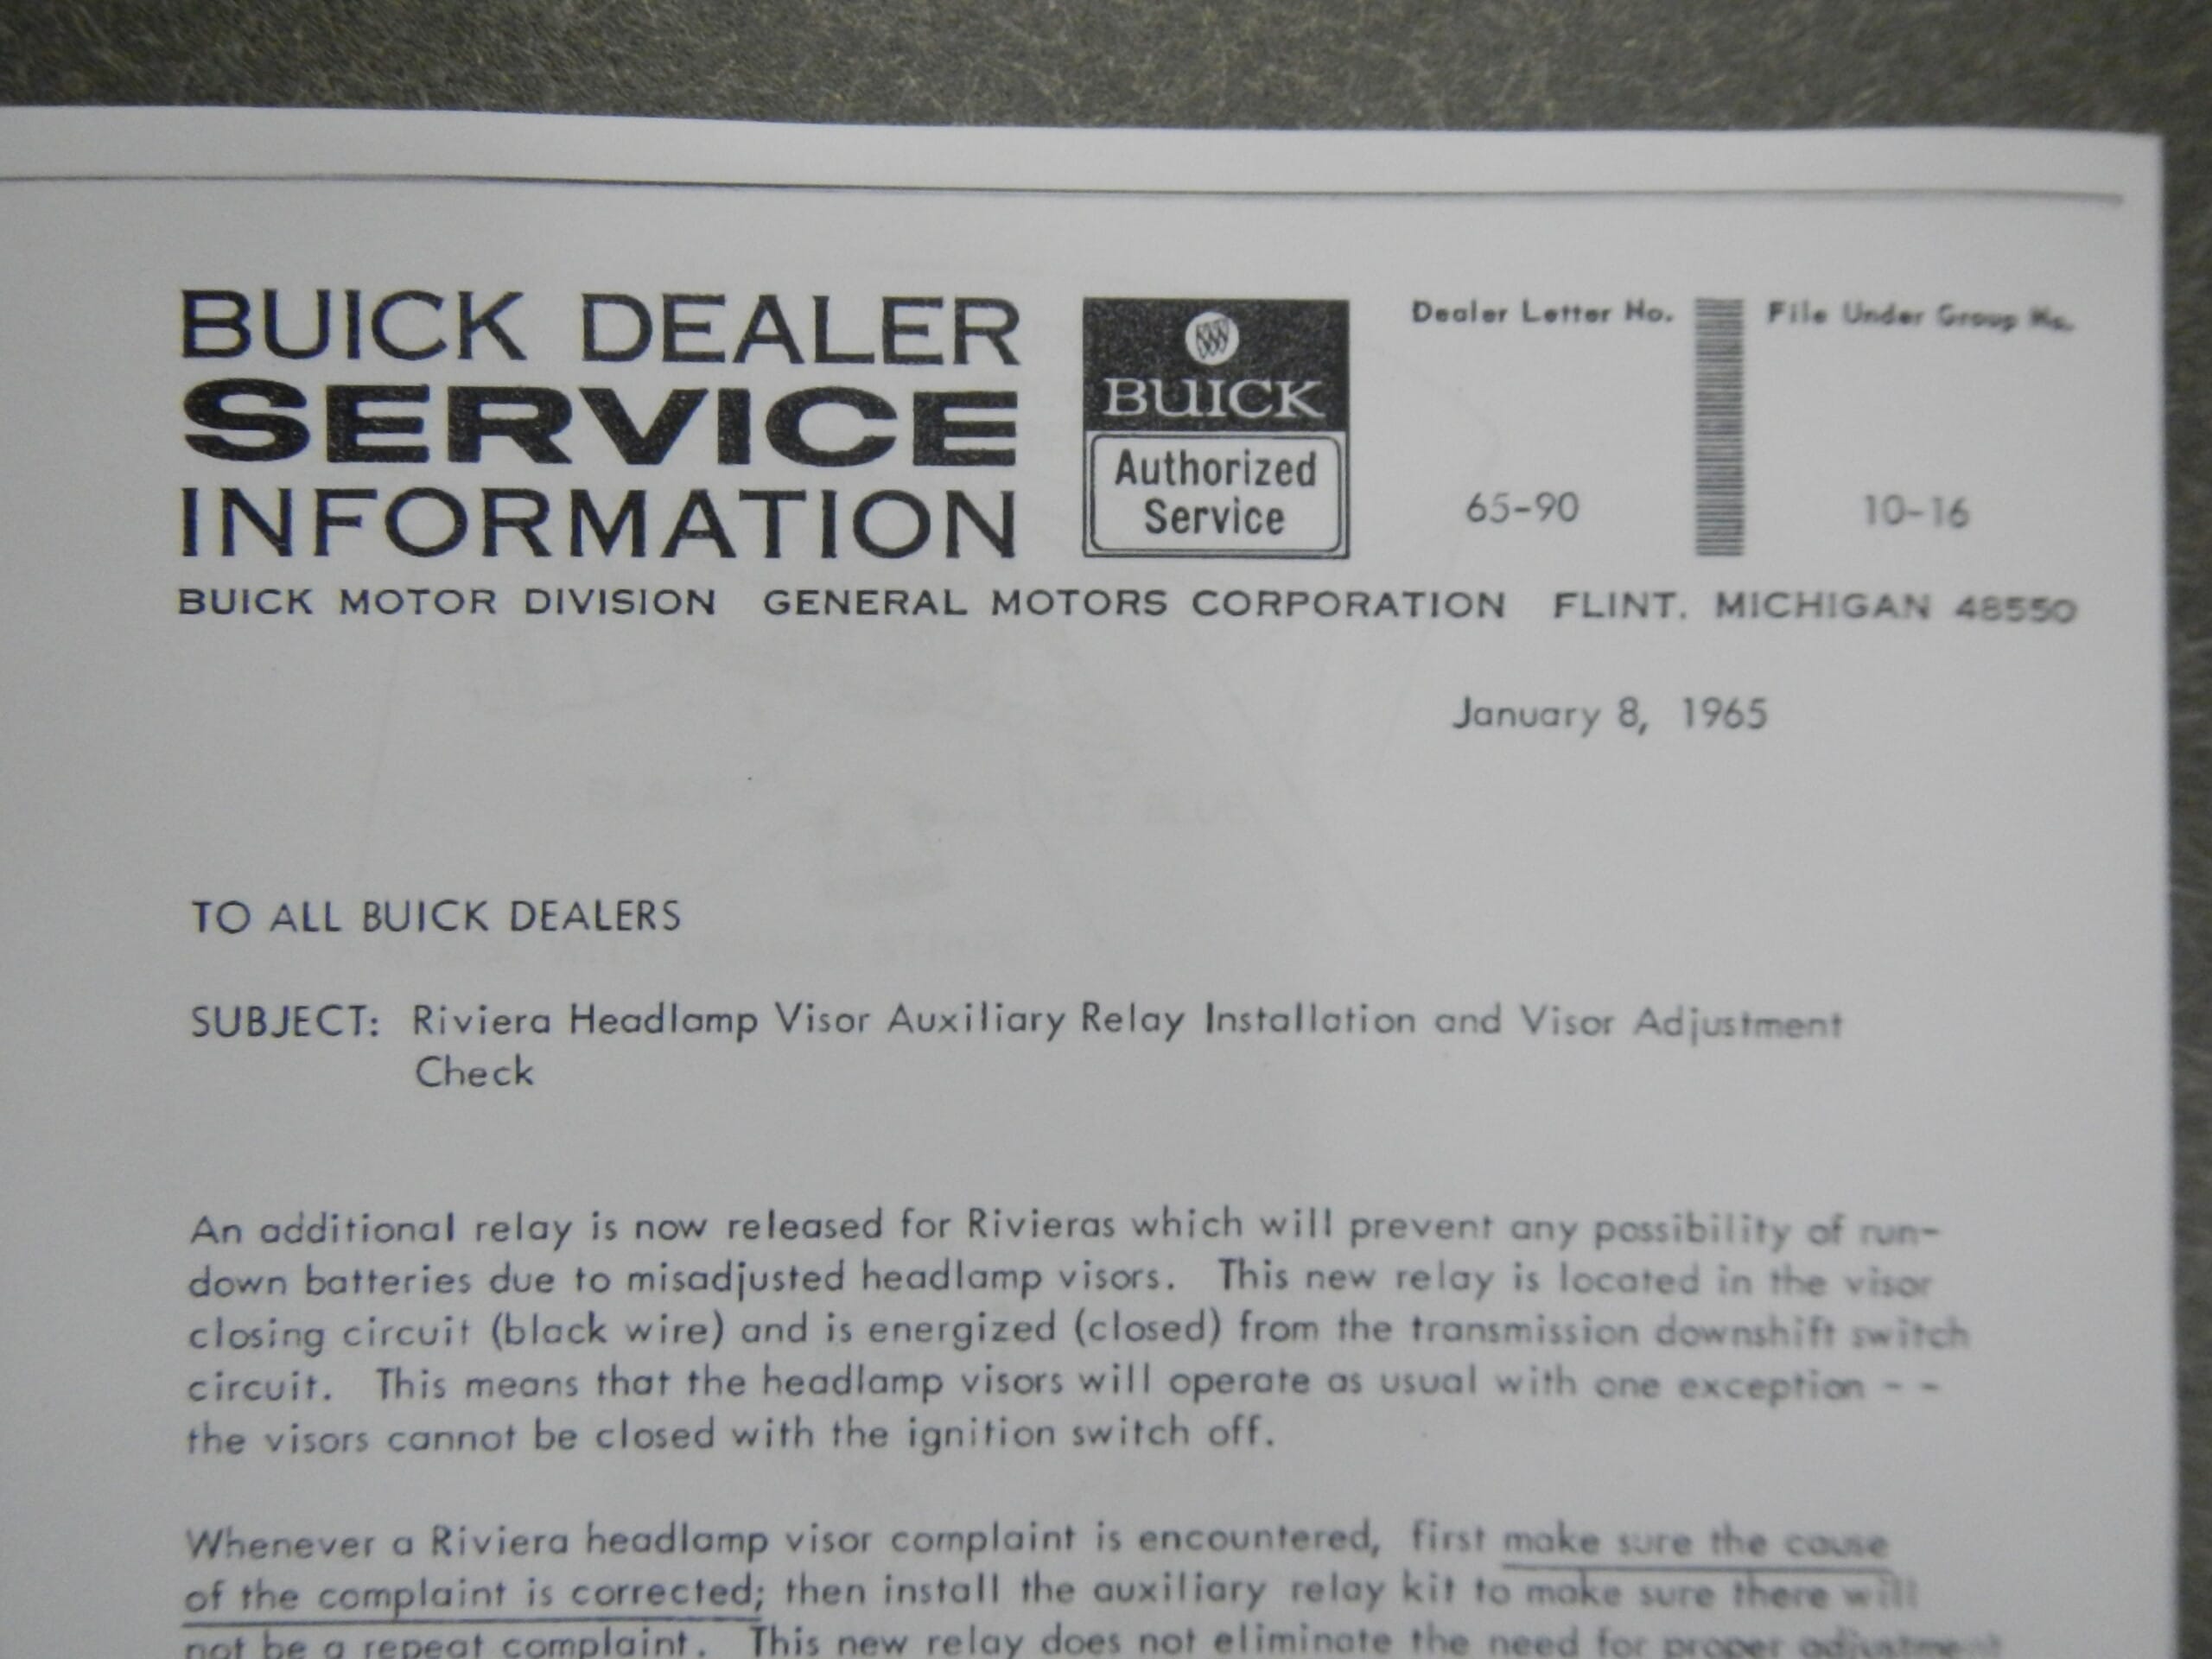 BUICK DEALER
SERVICE
INFORMATION
BUICK
Authorized
Service
Dealer Letter No.
65-90
File Under Group No.
10-16
BUICK MOTOR DIVISION GENERAL MOTORS CORPORATION FLINT. MICHIGAN 48550
January 8, 1965
TO ALL BUICK DEALERS
SUBJECT: Riviera Headlamp Visor Auxiliary Relay Installation and Visor Adjustment
Check
An additional relay is now released for Rivieras which will prevent any possibility of run-
down batteries due to misadjusted headlamp visors. This new relay is located in the visor
closing circuit (black wire) and is energized (closed) from the transmission downshift switch
circuit. This means that the headlamp visors will operate as usual with one exception - -
the visors cannot be closed with the ignition switch off.
Whenever a Riviera headlamp visor complaint is encountered, first make sure the cause
of the complaint is corrected; then install the auxiliary relay kit to make sure there will
not be a repeat complaint. This new relay does not eliminate the need for proper adjustment